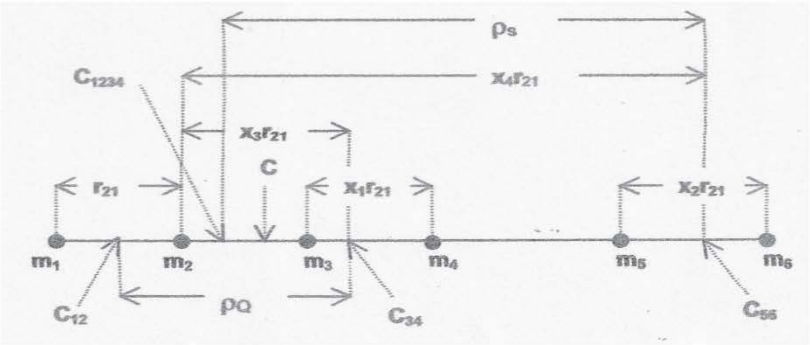 ρs
C₁₂₃₄
x₄r₂₁
x₃r₂₁
C
r₂₁
x₁r₂₁
x₂r₂₁
m₁ m₂ m₃ m₄ m₅ m₆
C₁₂ ρQ C₃₄ C₅₆